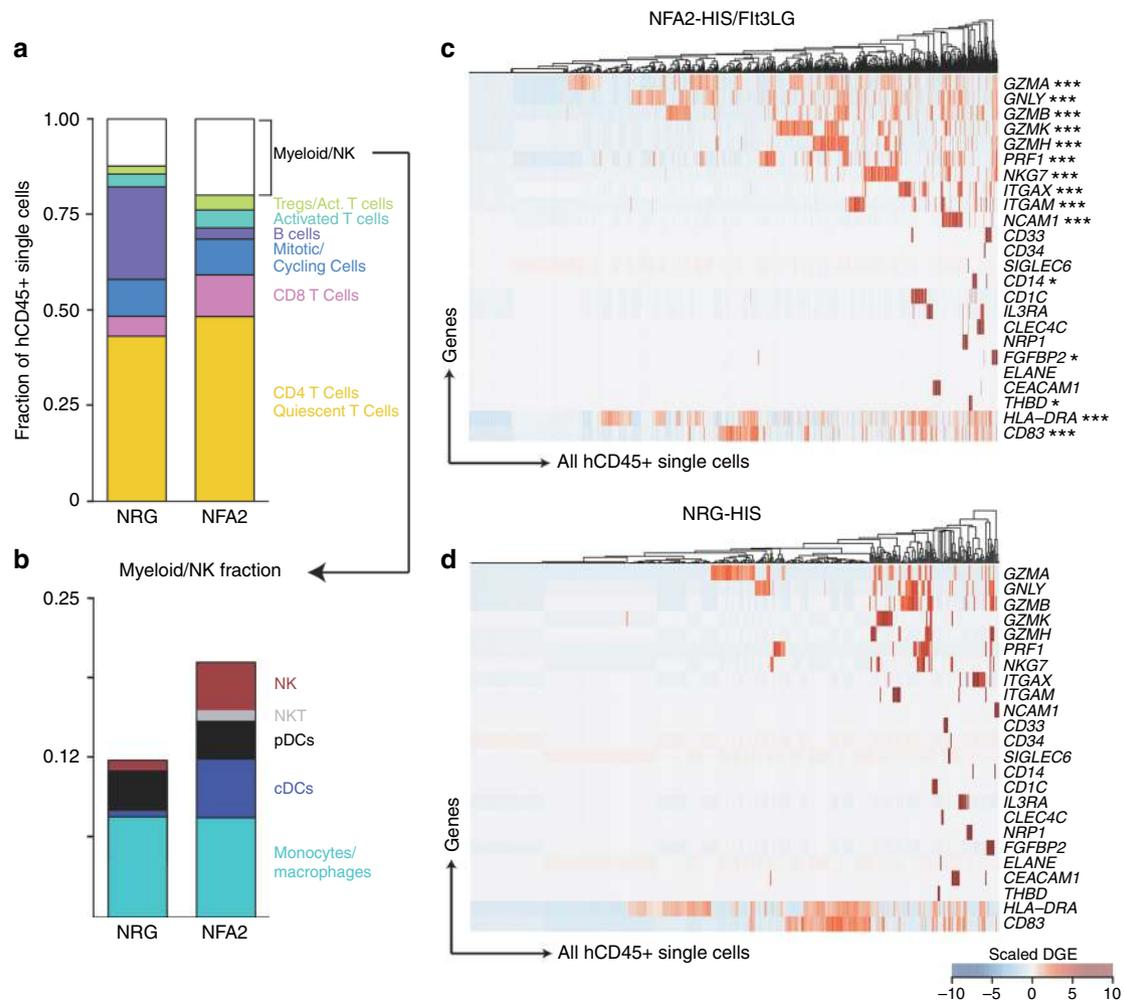 a
1.00
0.75
0.50
0.25
0
Fraction of hCD45+ single cells
Myeloid/NK
Tregs/Act. T cells
Activated T cells
B cells
Mitotic/
Cycling Cells
CD8 T Cells
CD4 T Cells
Quiescent T Cells
NRG
NFA2
b
Myeloid/NK fraction
0.25
0.12
NK
NKT
pDCs
cDCs
Monocytes/
macrophages
NRG
NFA2
c
NFA2-HIS/Flt3LG
GZMA ***
GNLY ***
GZMB ***
GZMK ***
GZMH ***
PRF1 ***
NKG7 ***
ITGAX ***
ITGAM ***
NCAM1 ***
CD33
CD34
SIGLEC6
CD14 *
CD1C
IL3RA
CLEC4C
NRP1
FGFBP2 *
ELANE
CEACAM1
THBD *
HLA–DRA ***
CD83 ***
Genes
All hCD45+ single cells
d
NRG-HIS
GZMA
GNLY
GZMB
GZMK
GZMH
PRF1
NKG7
ITGAX
ITGAM
NCAM1
CD33
CD34
SIGLEC6
CD14
CD1C
IL3RA
CLEC4C
NRP1
FGFBP2
ELANE
CEACAM1
THBD
HLA–DRA
CD83
Genes
All hCD45+ single cells
Scaled DGE
–10 –5 0 5 10